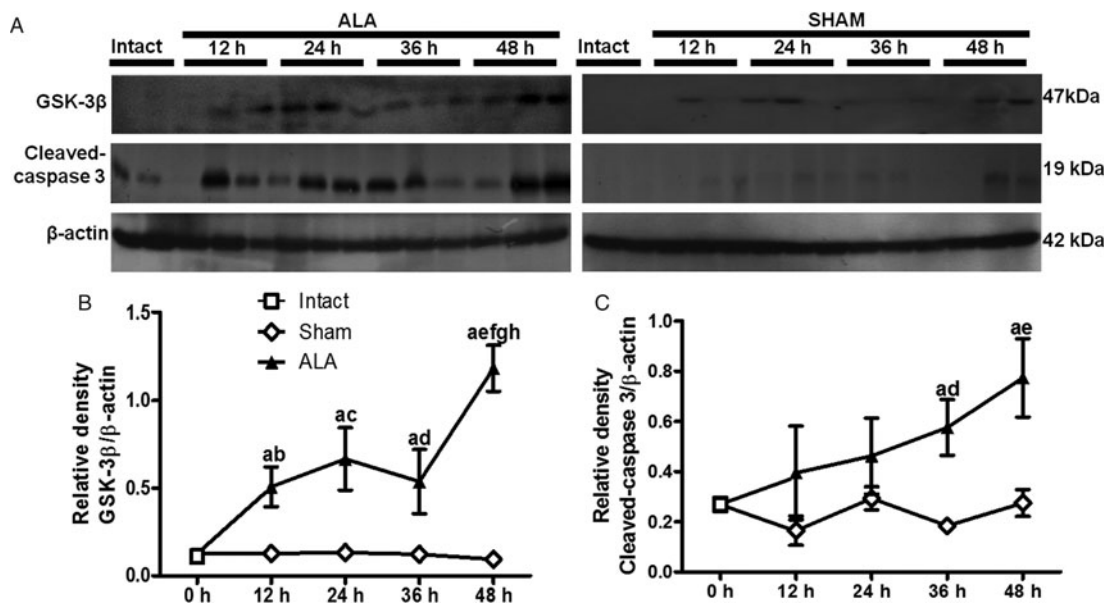 A
ALA
SHAM
Intact 12 h 24 h 36 h 48 h
Intact 12 h 24 h 36 h 48 h
GSK-3β
47kDa
Cleaved-
caspase 3
19 kDa
β-actin
42 kDa
B
Intact
Sham
ALA
Relative density
GSK-3β/β-actin
1.5
1.0
0.5
0.0
ab
ac
ad
aefgh
0 h 12 h 24 h 36 h 48 h
C
Relative density
Cleaved-caspase 3/β-actin
1.0
0.8
0.6
0.4
0.2
0.0
ad
ae
0 h 12 h 24 h 36 h 48 h